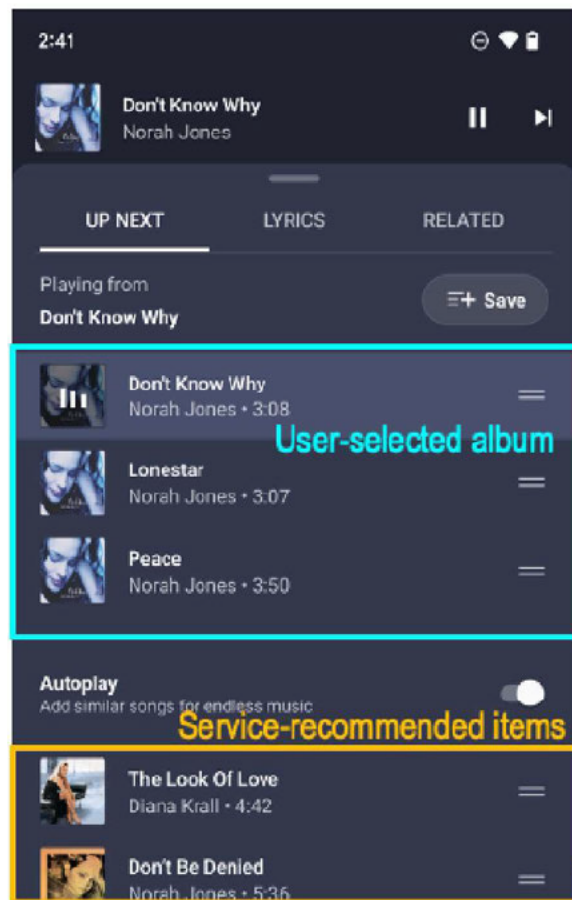 2:41
Don't Know Why
Norah Jones
UP NEXT LYRICS RELATED
Playing from
Don't Know Why
Save
Don't Know Why
Norah Jones • 3:08
User-selected album
Lonestar
Norah Jones • 3:07
Peace
Norah Jones • 3:50
Autoplay
Add similar songs for endless music
Service-recommended items
The Look Of Love
Diana Krall • 4:42
Don't Be Denied
Norah Jones • 5:36